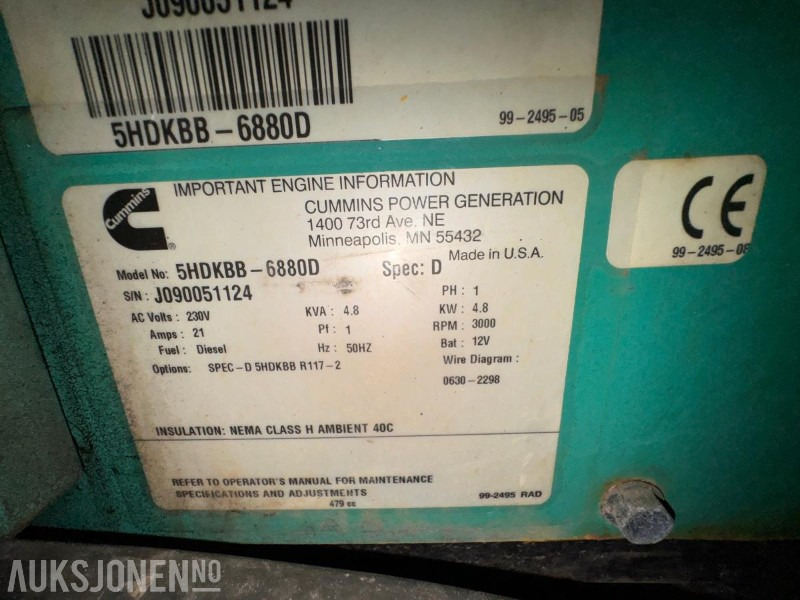 J090051124
5HDKBB-6880D
99-2495-05
Cummins
IMPORTANT ENGINE INFORMATION
CUMMINS POWER GENERATION
1400 73rd Ave. NE
Minneapolis, MN 55432
Made in U.S.A.
CE
99-2495-08
Model No: 5HDKBB-6880D Spec: D
S/N: J090051124 PH: 1
AC Volts: 230V KVA: 4.8 KW: 4.8
Amps: 21 Pf: 1 RPM: 3000
Fuel: Diesel Hz: 50HZ Bat: 12V
Options: SPEC-D 5HDKBB R117-2 Wire Diagram:
0630-2298
INSULATION: NEMA CLASS H AMBIENT 40C
REFER TO OPERATOR'S MANUAL FOR MAINTENANCE
SPECIFICATIONS AND ADJUSTMENTS 99-2495 RAD
479 cc
AUKSJONEN.NO